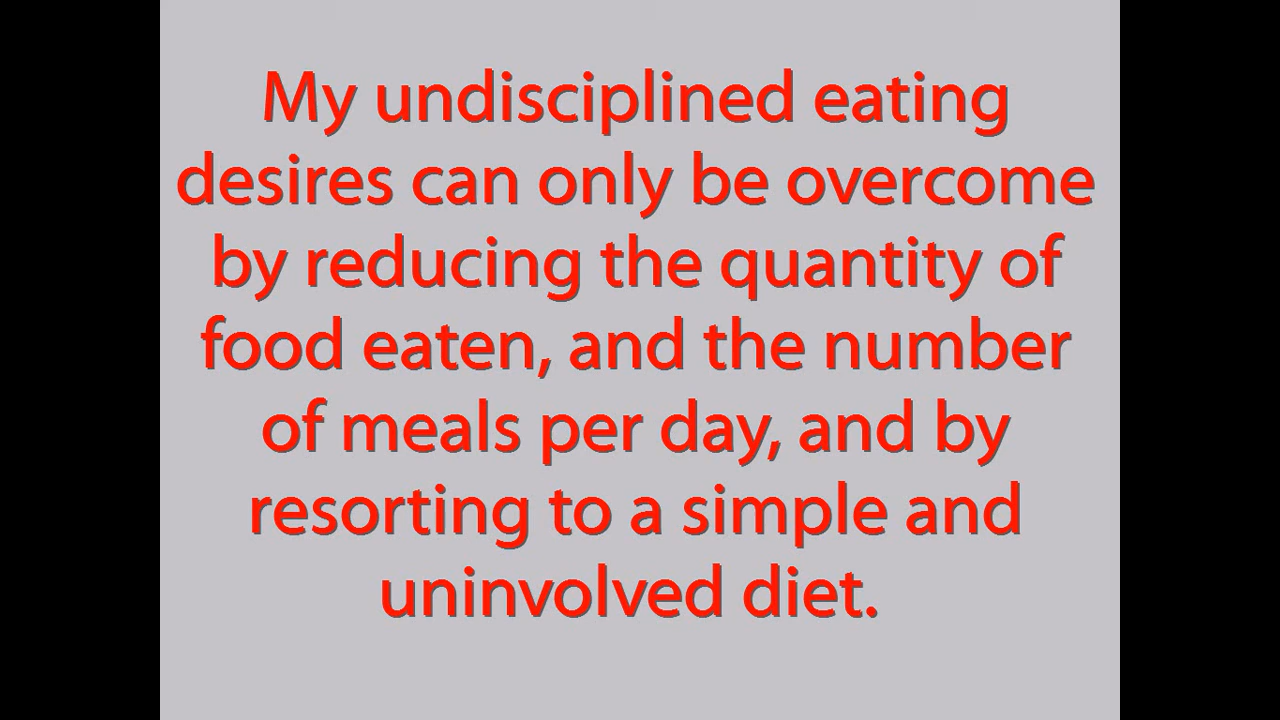 My undisciplined eating
desires can only be overcome
by reducing the quantity of
food eaten, and the number
of meals per day, and by
resorting to a simple and
uninvolved diet.